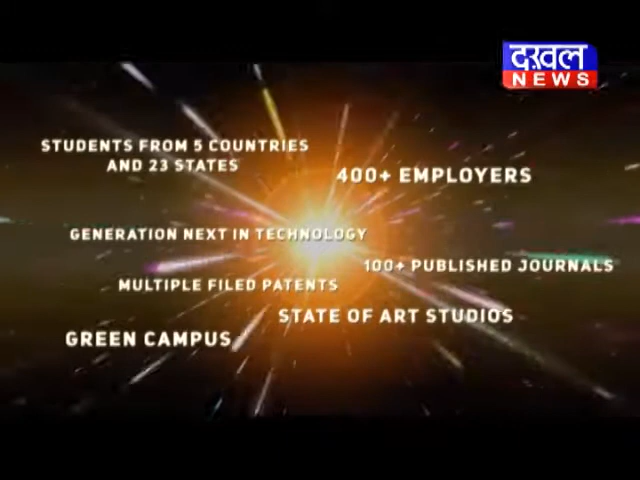 दख़ल
NEWS
STUDENTS FROM 5 COUNTRIES
AND 23 STATES
400+ EMPLOYERS
GENERATION NEXT IN TECHNOLOGY
100+ PUBLISHED JOURNALS
MULTIPLE FILED PATENTS
STATE OF ART STUDIOS
GREEN CAMPUS